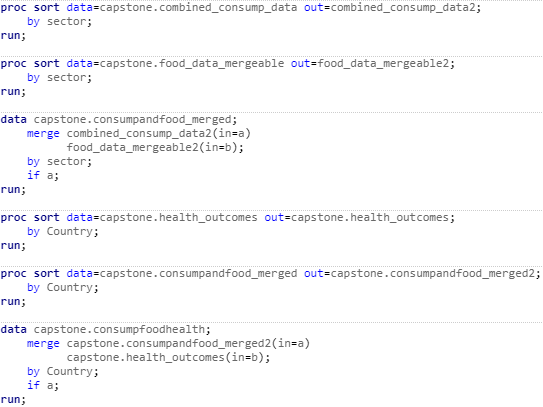 proc sort data=capstone.combined_consump_data out=combined_consump_data2;
by sector;
run;
proc sort data=capstone.food_data_mergeable out=food_data_mergeable2;
by sector;
run;
data capstone.consumpandfood_merged;
merge combined_consump_data2(in=a)
food_data_mergeable2(in=b);
by sector;
if a;
run;
proc sort data=capstone.health_outcomes out=capstone.health_outcomes;
by Country;
run;
proc sort data=capstone.consumpandfood_merged out=capstone.consumpandfood_merged2;
by Country;
run;
data capstone.consumpfoodhealth;
merge capstone.consumpandfood_merged2(in=a)
capstone.health_outcomes(in=b);
by Country;
if a;
run;